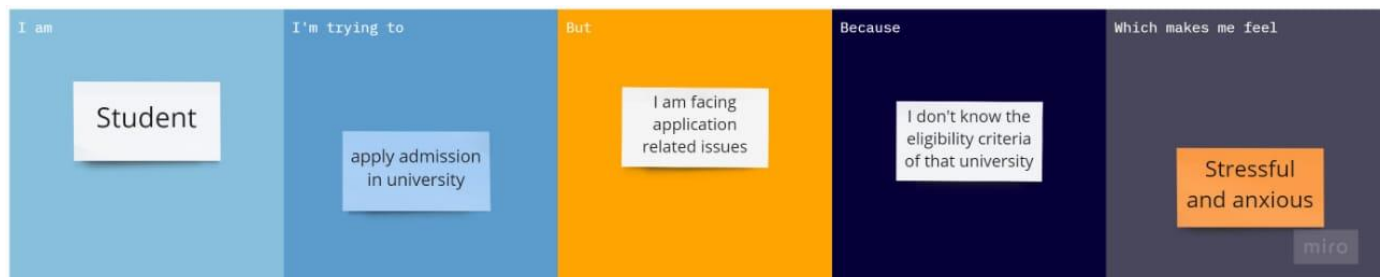 I am
Student
I'm trying to
apply admission
in university
But
I am facing
application
related issues
Because
I don't know the
eligibility criteria
of that university
Which makes me feel
Stressful
and anxious
miro